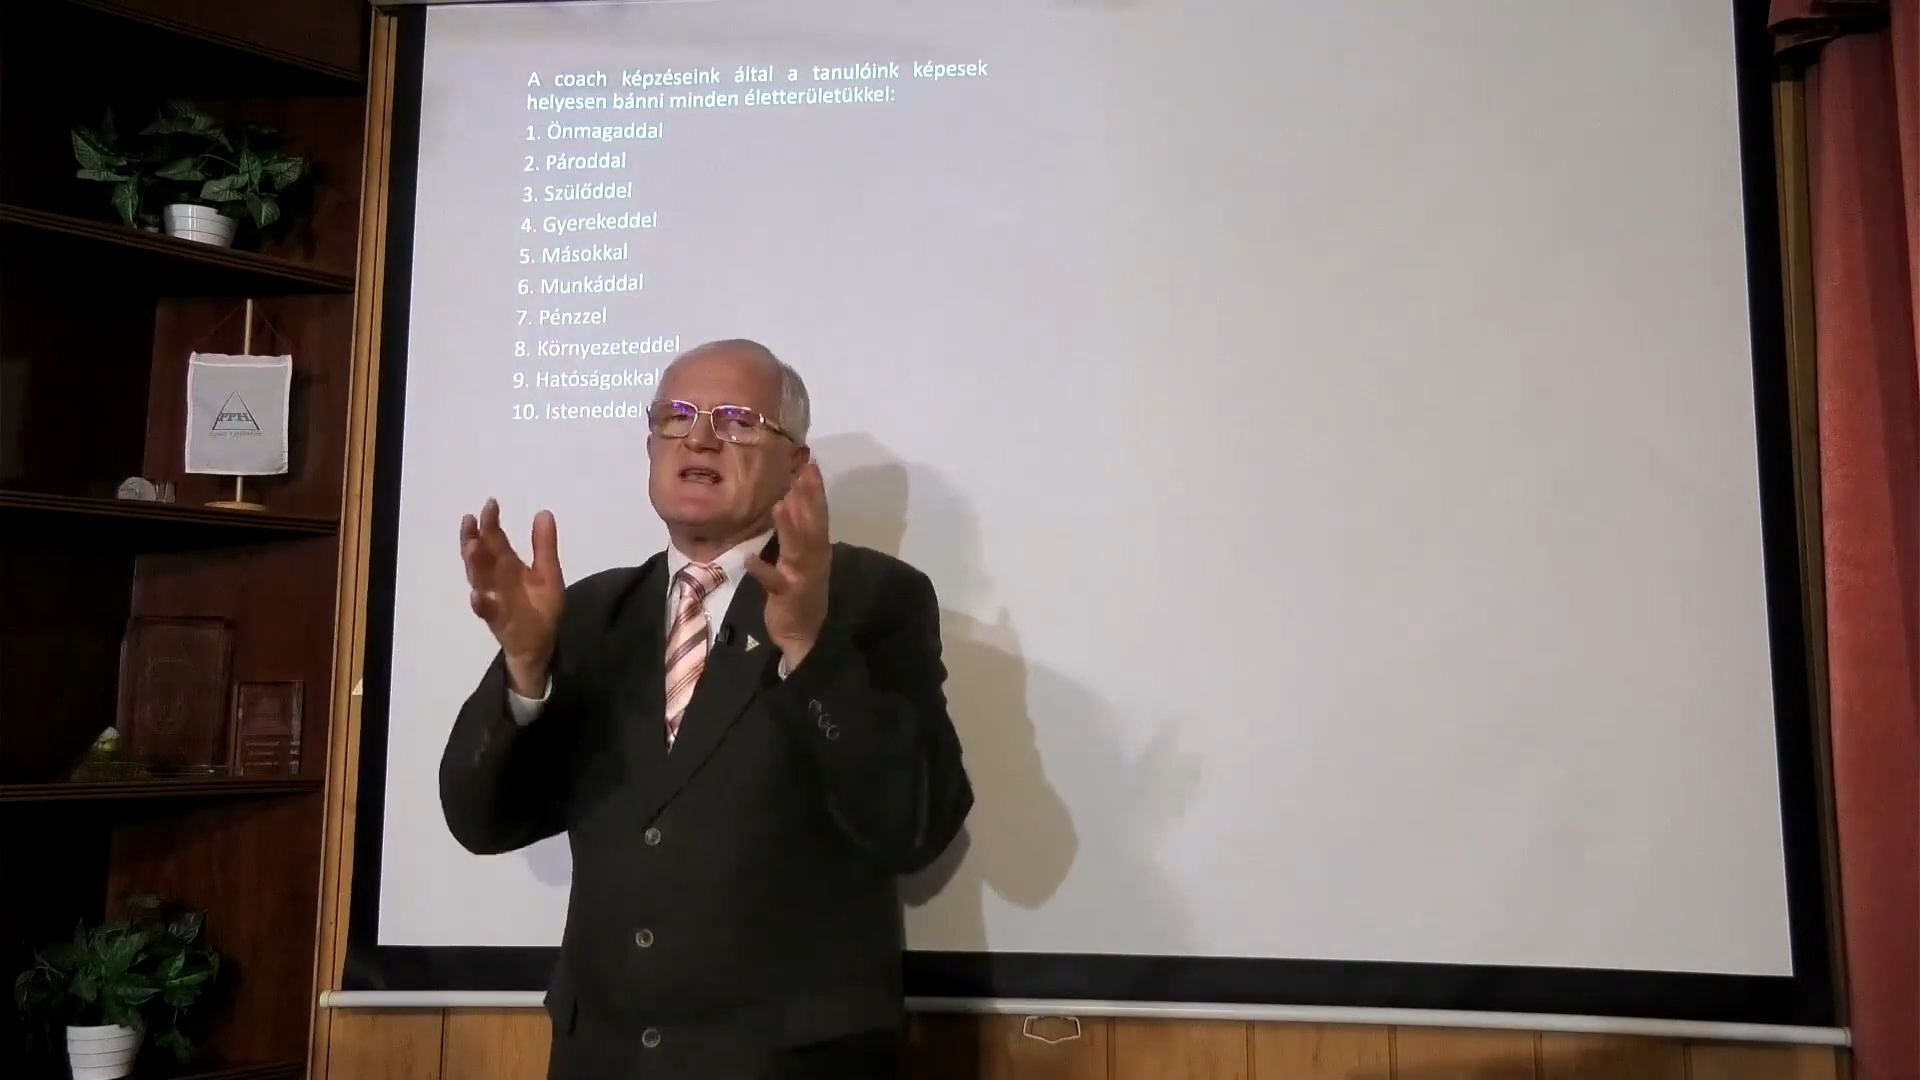 A coach képzéseink által a tanulóink képesek
helyesen bánni minden életterületükkel:
1. Önmagaddal
2. Pároddal
3. Szülőddel
4. Gyerekeddel
5. Másokkal
6. Munkáddal
7. Pénzzel
8. Környezeteddel
9. Hatóságokkal
10. Isteneddel
PPH